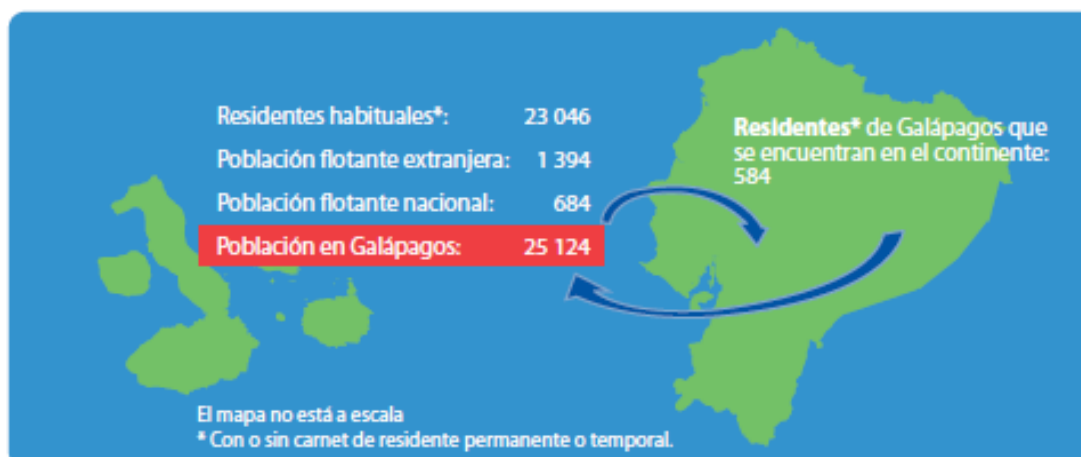 Residentes habituales*: 23 046
Población flotante extranjera: 1 394
Población flotante nacional: 684
Población en Galápagos: 25 124
Residentes* de Galápagos que
se encuentran en el continente:
584
El mapa no está a escala
* Con o sin carnet de residente permanente o temporal.